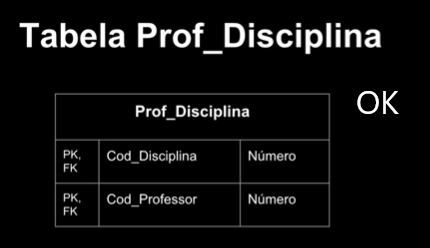 Tabela Prof_Disciplina
OK
Prof_Disciplina
PK, FK Cod_Disciplina Número
PK, FK Cod_Professor Número